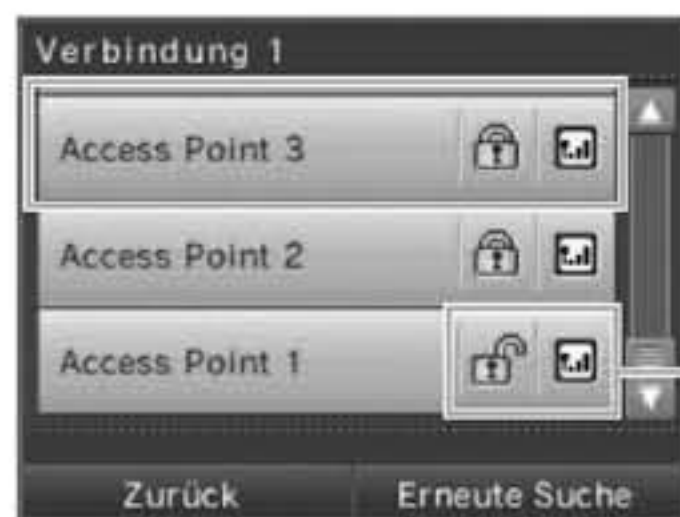 Verbindung 1
Access Point 3
Access Point 2
Access Point 1
Zurück
Erneute Suche